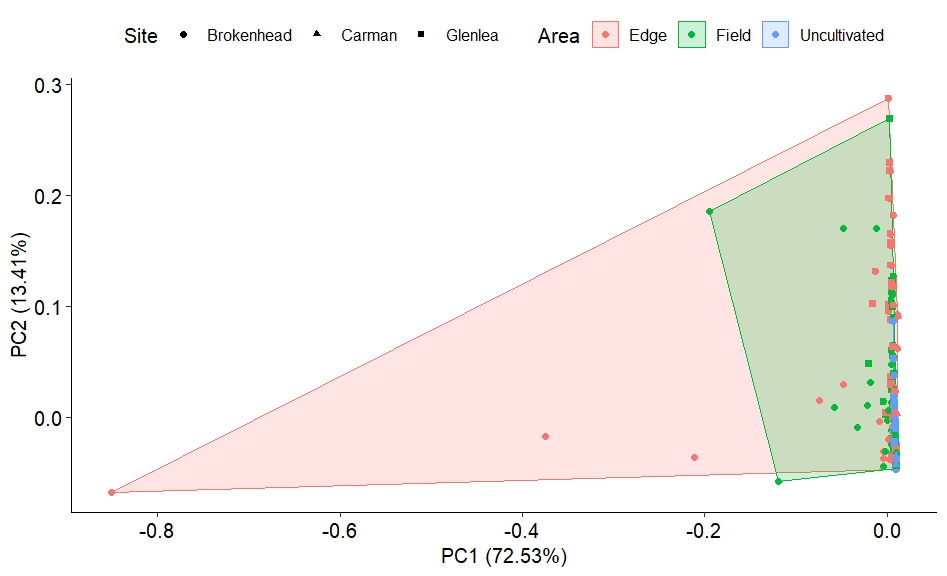 Site Brokenhead Carman Glenlea Area Edge Field Uncultivated
0.3
0.2
0.1
0.0
PC2 (13.41%)
-0.8 -0.6 -0.4 -0.2 0.0
PC1 (72.53%)